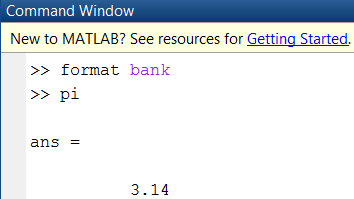 Command Window
New to MATLAB? See resources for Getting Started.
>> format bank
>> pi
ans =
3.14